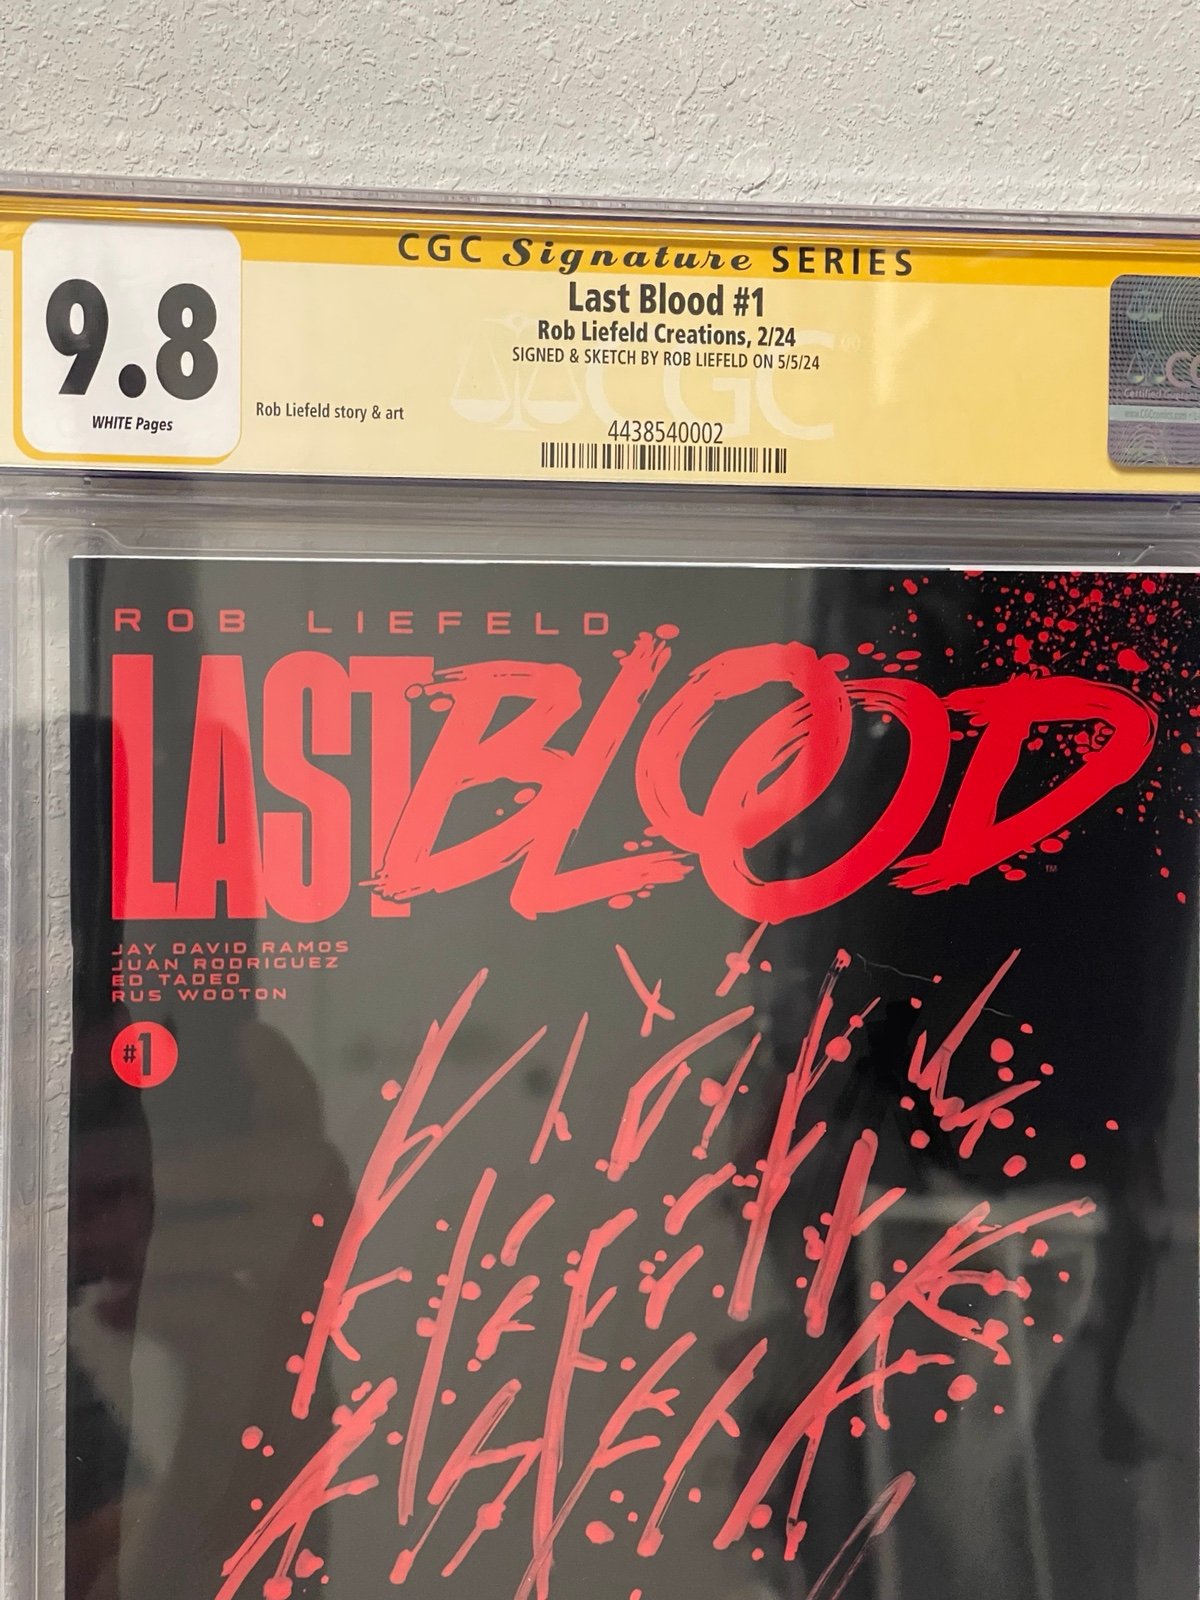 CGC Signature SERIES
9.8
WHITE Pages
Last Blood #1
Rob Liefeld Creations, 2/24
SIGNED & SKETCH BY ROB LIEFELD ON 5/5/24
Rob Liefeld story & art
CGC
4438540002
ROB LIEFELD
LAST BLOOD
TM
JAY DAVID RAMOS
JUAN RODRIGUEZ
ED TADEO
RUS WOOTON
#1